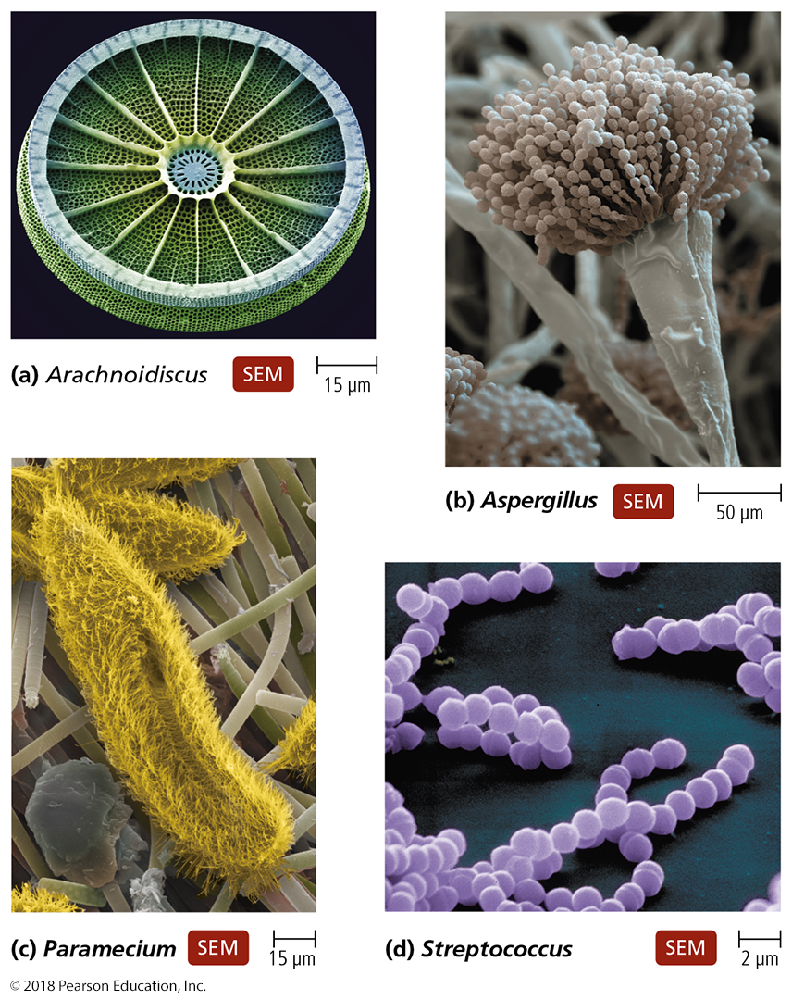 (a) Arachnoidiscus SEM 15 µm
(b) Aspergillus SEM 50 µm
(c) Paramecium SEM 15 µm
(d) Streptococcus SEM 2 µm
© 2018 Pearson Education, Inc.